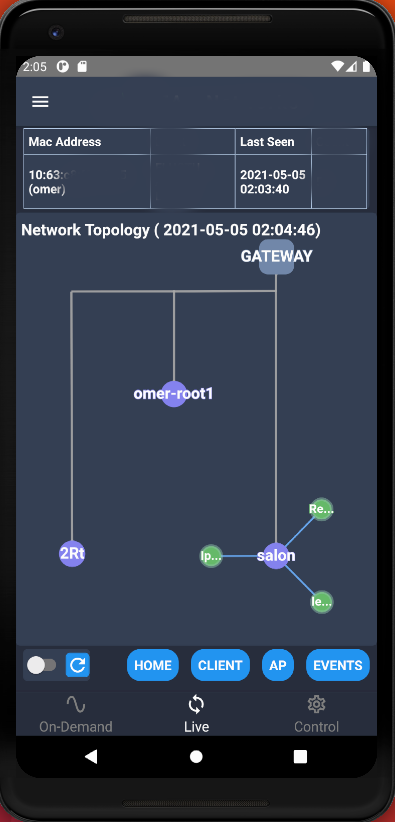 2:05
Mac Address
Last Seen
10:63:
(omer)
2021-05-05
02:03:40
Network Topology ( 2021-05-05 02:04:46)
GATEWAY
omer-root1
Re...
2Rt
Ip...
salon
le...
HOME
CLIENT
AP
EVENTS
On-Demand
Live
Control